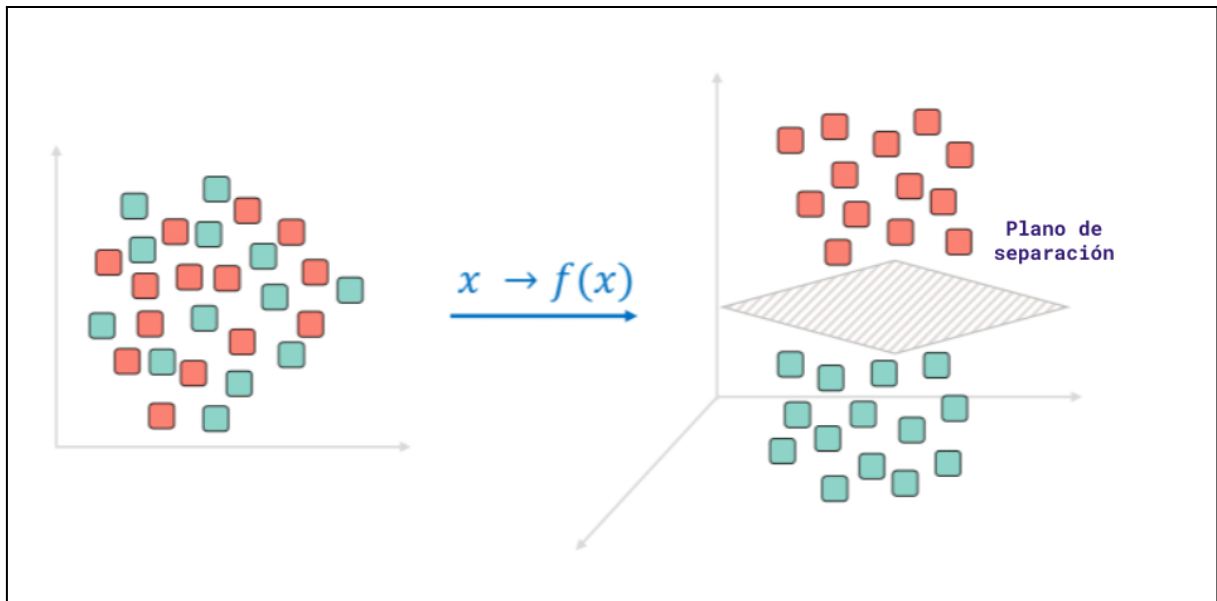 x → f(x)
Plano de
separación